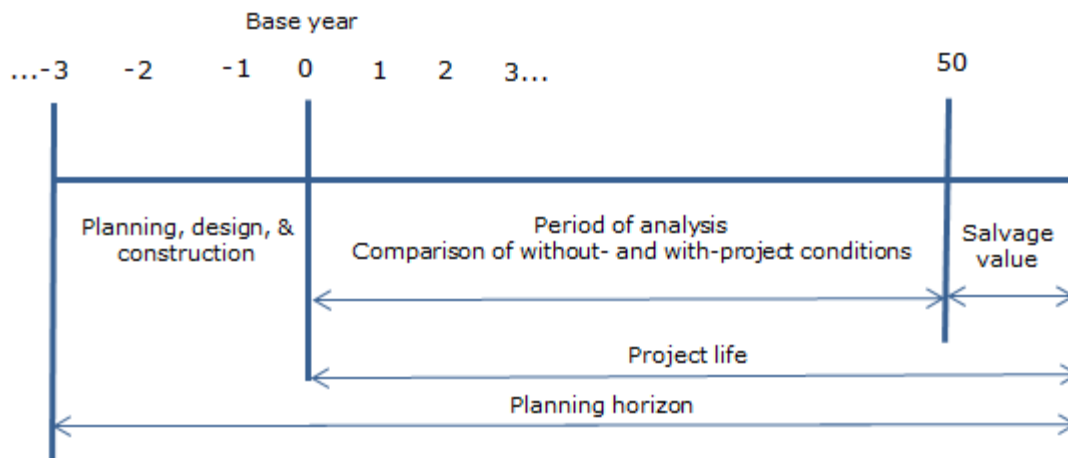 Base year
...-3 -2 -1 0 1 2 3... 50
Planning, design, &
construction
Period of analysis
Comparison of without- and with-project conditions
Salvage
value
Project life
Planning horizon